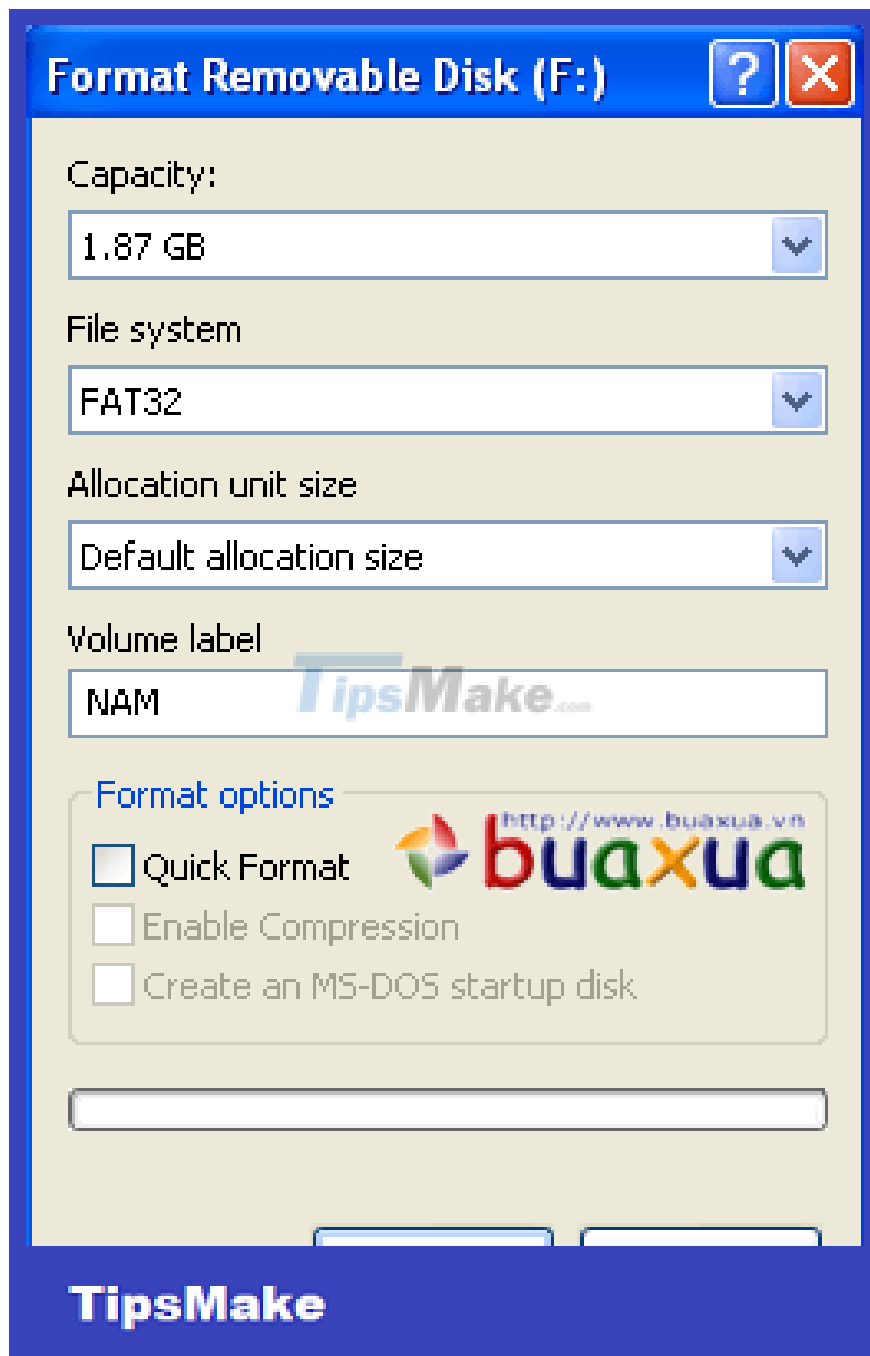 Format Removable Disk (F:)
?
Capacity:
1.87 GB
File system
FAT32
Allocation unit size
Default allocation size
Volume label
NAM
TipsMake.com
Format options
http://www.buaxua.vn
buaxua
Quick Format
Enable Compression
Create an MS-DOS startup disk
TipsMake